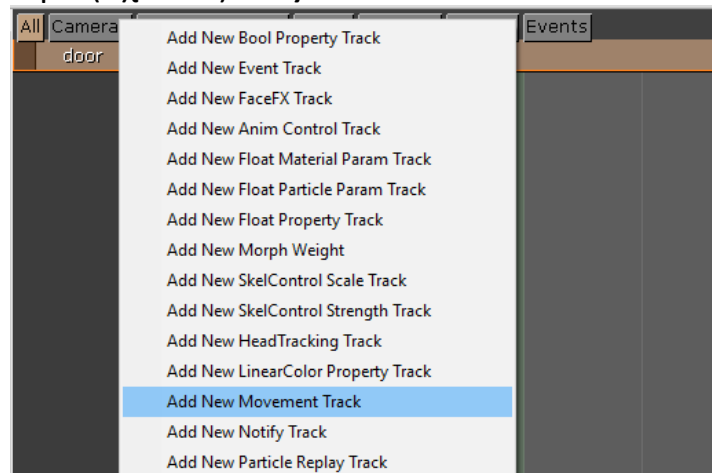 All Camera Events
door
Add New Bool Property Track
Add New Event Track
Add New FaceFX Track
Add New Anim Control Track
Add New Float Material Param Track
Add New Float Particle Param Track
Add New Float Property Track
Add New Morph Weight
Add New SkelControl Scale Track
Add New SkelControl Strength Track
Add New HeadTracking Track
Add New LinearColor Property Track
Add New Movement Track
Add New Notify Track
Add New Particle Replay Track